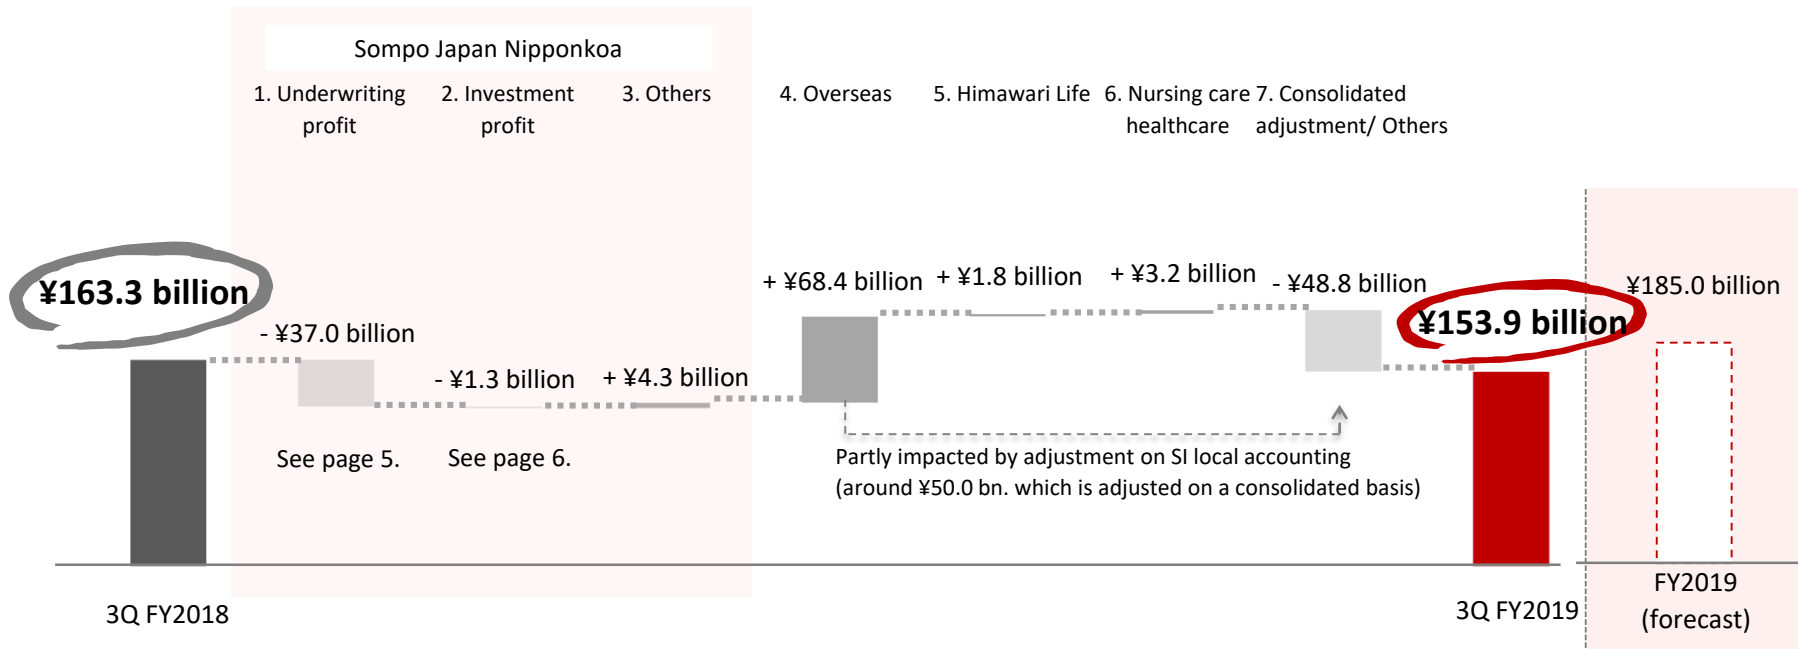 Sompo Japan Nipponkoa
1. Underwriting
profit
2. Investment
profit
3. Others
4. Overseas
5. Himawari Life
6. Nursing care
healthcare
7. Consolidated
adjustment/ Others
¥163.3 billion
- ¥37.0 billion
- ¥1.3 billion
+ ¥4.3 billion
+ ¥68.4 billion
+ ¥1.8 billion
+ ¥3.2 billion
- ¥48.8 billion
¥153.9 billion
¥185.0 billion
See page 5.
See page 6.
Partly impacted by adjustment on SI local accounting
(around ¥50.0 bn. which is adjusted on a consolidated basis)
3Q FY2018
3Q FY2019
FY2019
(forecast)